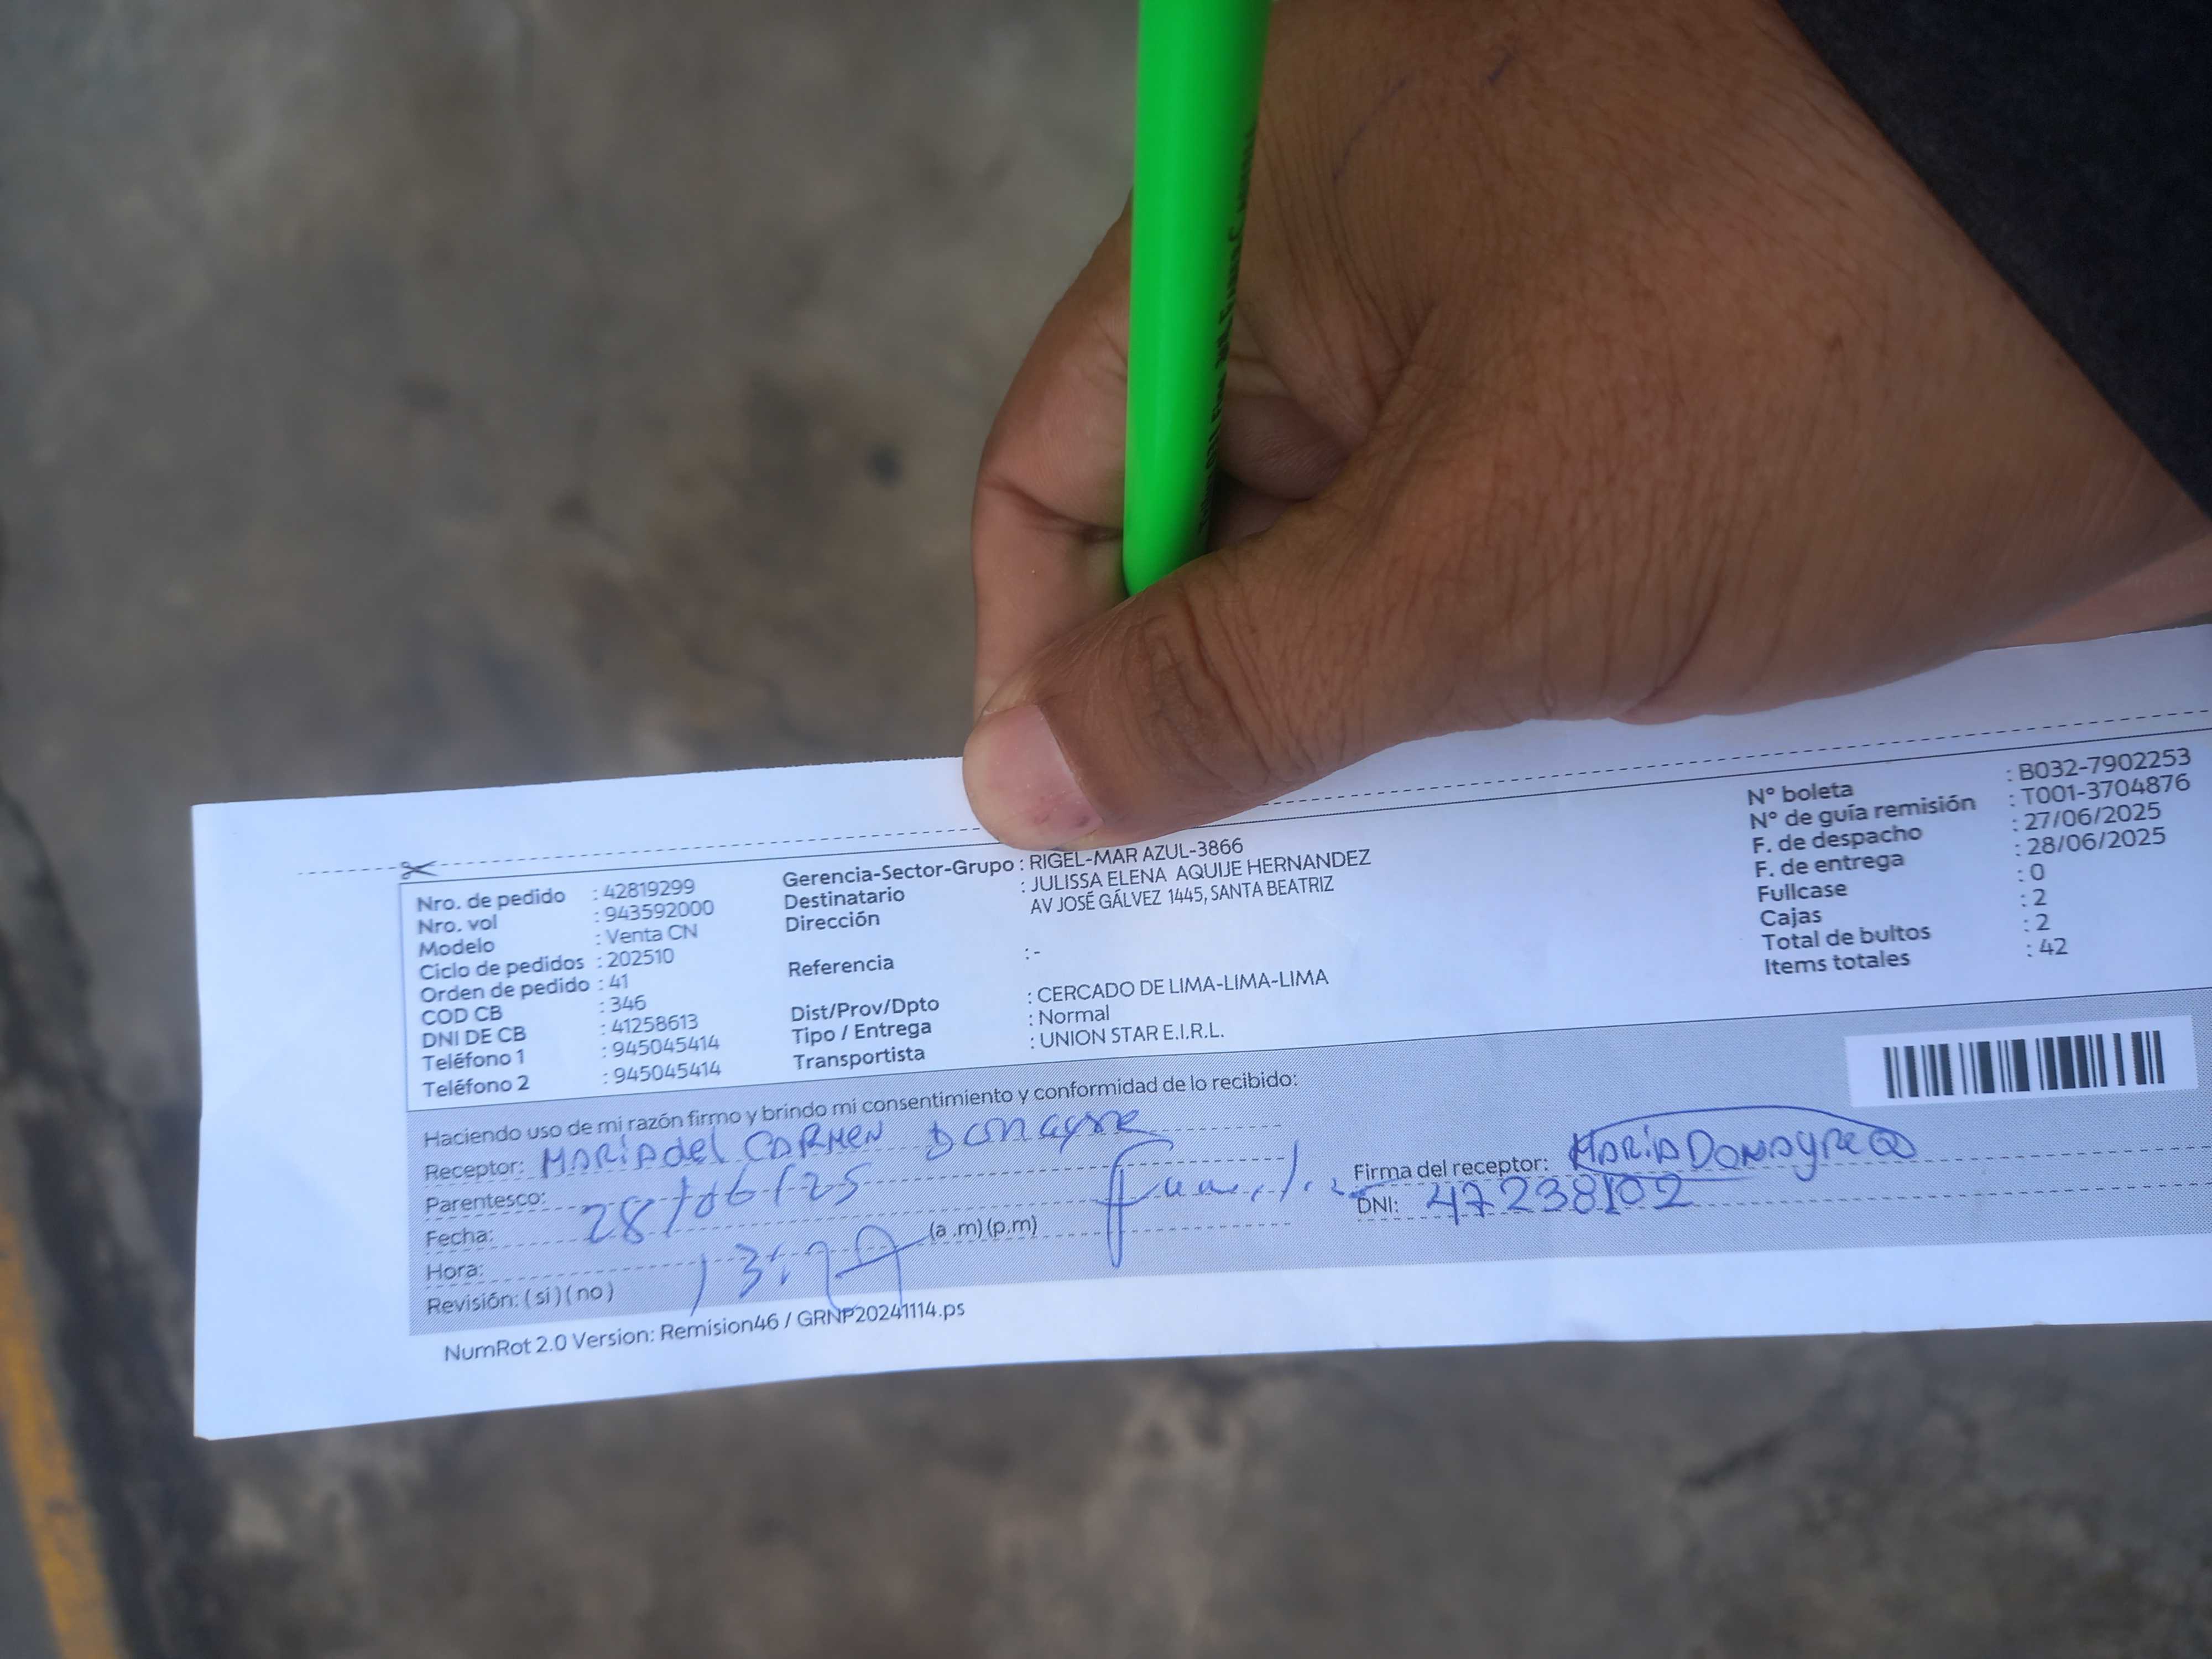 Nro. de pedido : 42819299
Nro. vol : 943592000
Modelo : Venta CN
Ciclo de pedidos : 202510
Orden de pedido : 41
COD CB : 346
DNI DE CB : 41258613
Teléfono 1 : 945045414
Teléfono 2 : 945045414
Gerencia-Sector-Grupo : RIGEL-MAR AZUL-3866
Destinatario : JULISSA ELENA AQUIJE HERNANDEZ
Dirección AV JOSÉ GÁLVEZ 1445, SANTA BEATRIZ
Referencia : -
Dist/Prov/Dpto : CERCADO DE LIMA-LIMA-LIMA
Tipo / Entrega : Normal
Transportista : UNION STAR E.I.R.L.
N° boleta : B032-7902253
N° de guía remisión : T001-3704876
F. de despacho : 27/06/2025
F. de entrega : 28/06/2025
Fullcase : 0
Cajas : 2
Total de bultos : 2
Items totales : 42
Haciendo uso de mi razón firmo y brindo mi consentimiento y conformidad de lo recibido:
Receptor: MARIA del CARMEN Donayre
Parentesco:
Fecha: 28/06/25
Hora: (a .m) (p.m)
Revisión: ( si ) ( no )
Firma del receptor: MARIA DONAYRE
DNI: 47238102
NumRot 2.0 Version: Remision46 / GRNP20241114.ps